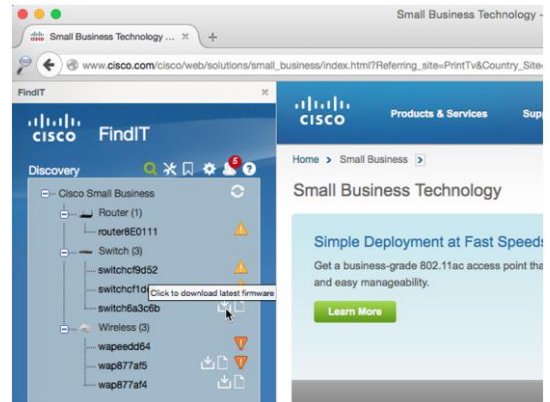 Small Business Technology -
Small Business Technology ...
www.cisco.com/cisco/web/solutions/small_business/index.html?Referring_site=PrintTv&Country_Site=
FindIT
CISCO FindIT
Discovery 5 ?
Cisco Small Business
Router (1)
router8E0111
Switch (3)
switchcf9d52
switchcf1d
Click to download latest firmware
switch6a3c6b
Wireless (3)
wapeedd64
wap877af5
wap877af4
CISCO Products & Services Sup
Home > Small Business >
Small Business Technology
Simple Deployment at Fast Speeds
Get a business-grade 802.11ac access point tha
and easy manageability.
Learn More